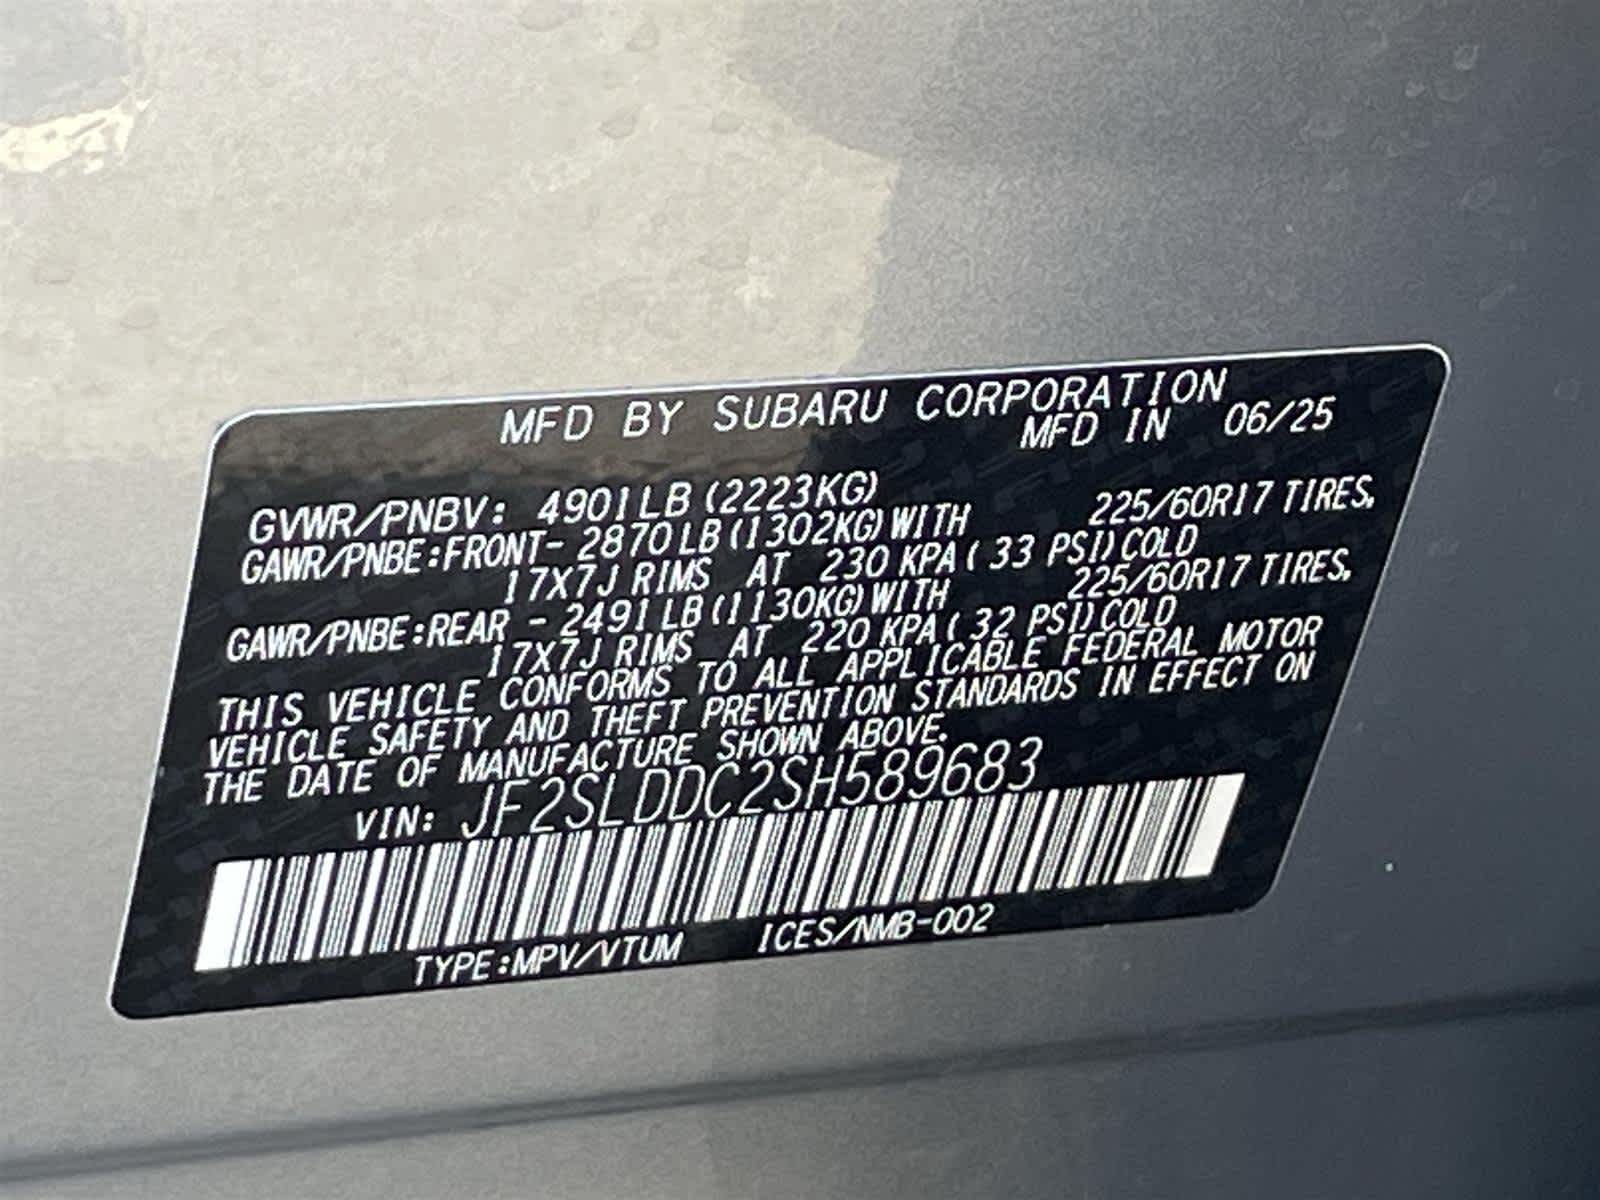 MFD BY SUBARU CORPORATION
MFD IN 06/25
GVWR/PNBV: 4901LB (2223KG)
GAWR/PNBE:FRONT- 2870LB (1302KG) WITH 225/60R17 TIRES,
17X7J RIMS AT 230 KPA ( 33 PSI) COLD
GAWR/PNBE:REAR - 2491LB (1130KG) WITH 225/60R17 TIRES,
17X7J RIMS AT 220 KPA ( 32 PSI) COLD
THIS VEHICLE CONFORMS TO ALL APPLICABLE FEDERAL MOTOR
VEHICLE SAFETY AND THEFT PREVENTION STANDARDS IN EFFECT ON
THE DATE OF MANUFACTURE SHOWN ABOVE.
VIN: JF2SLDDC2SH589683
TYPE:MPV/VTUM ICES/NMB-002